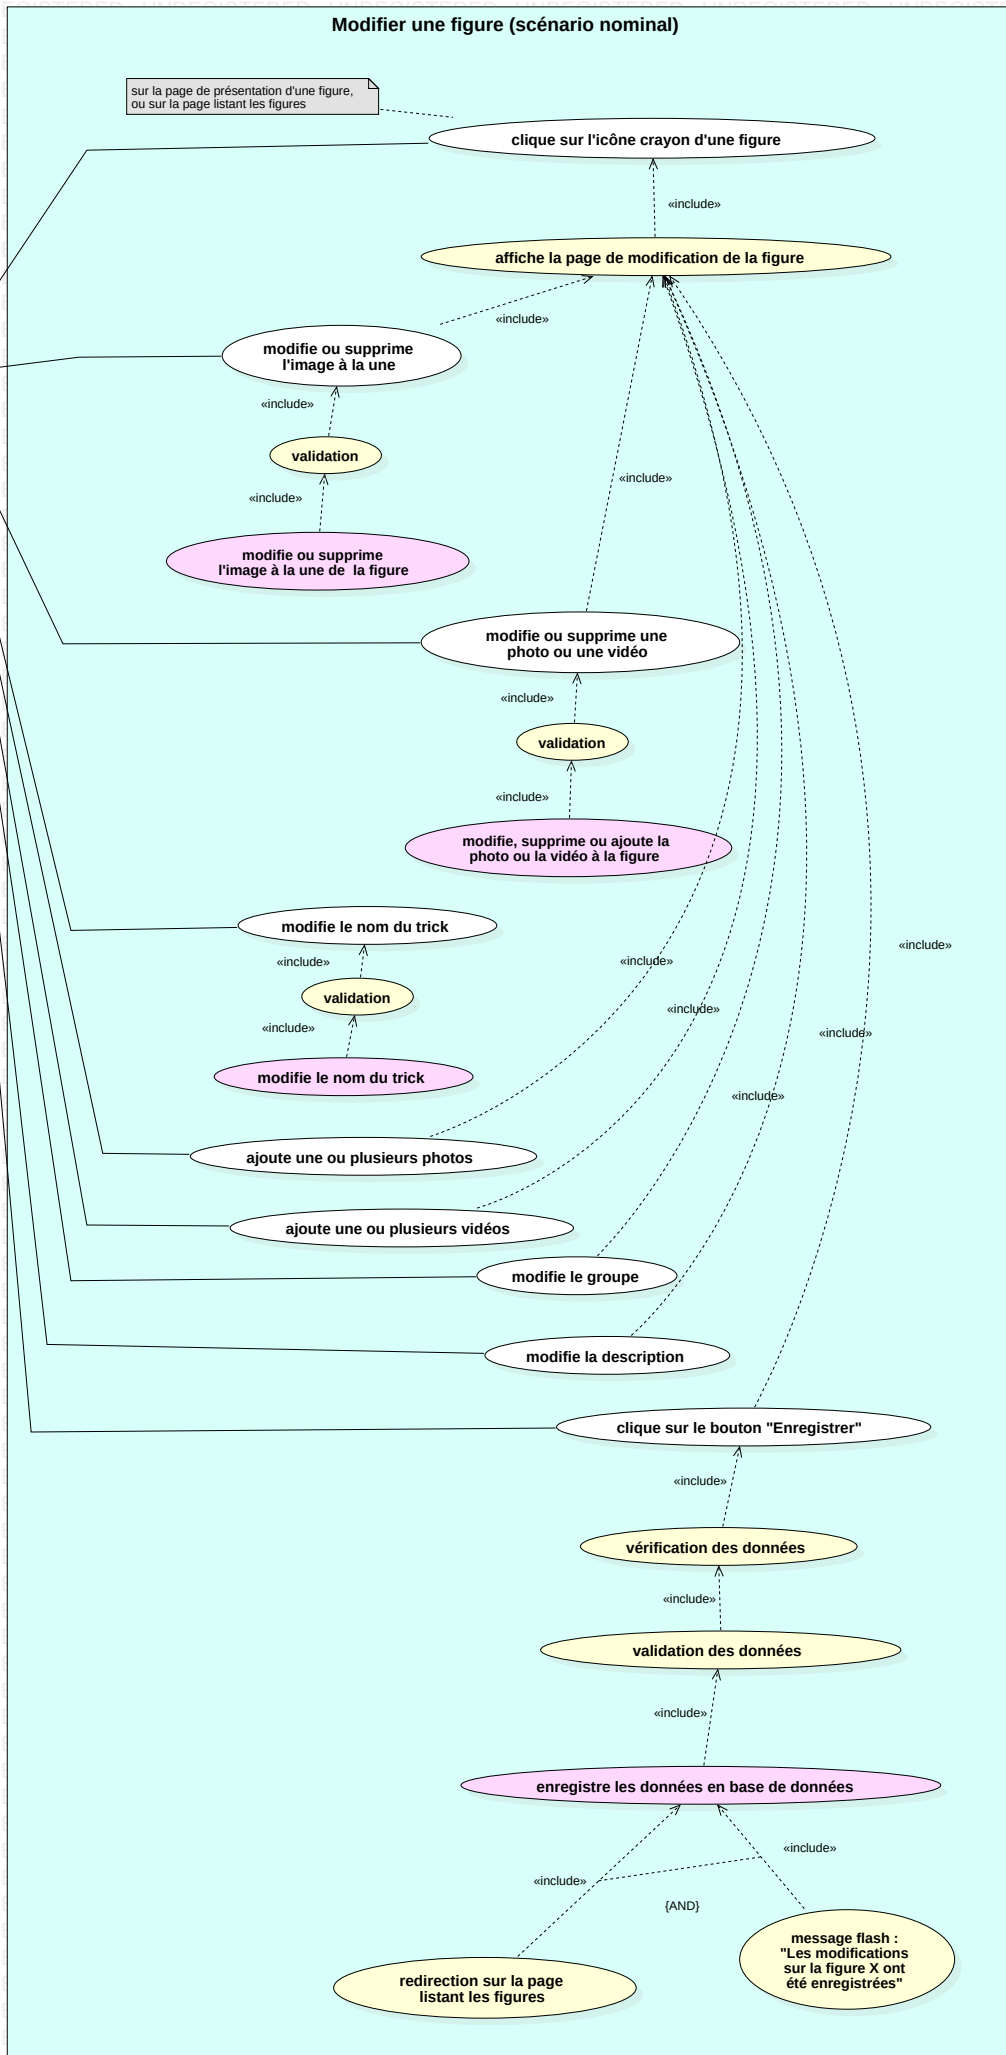 Modifier une figure (scénario nominal)
sur la page de présentation d'une figure,
ou sur la page listant les figures
clique sur l'icône crayon d'une figure
«include»
affiche la page de modification de la figure
«include»
modifie ou supprime
l'image à la une
«include»
validation
«include»
«include»
modifie ou supprime
l'image à la une de  la figure
modifie ou supprime une
photo ou une vidéo
«include»
validation
«include»
modifie, supprime ou ajoute la
photo ou la vidéo à la figure
modifie le nom du trick
«include»
«include»
«include»
validation
«include»
«include»
«include»
modifie le nom du trick
«include»
ajoute une ou plusieurs photos
ajoute une ou plusieurs vidéos
modifie le groupe
modifie la description
clique sur le bouton "Enregistrer"
«include»
vérification des données
«include»
validation des données
«include»
enregistre les données en base de données
«include»
«include»
{AND}
message flash :
"Les modifications
sur la figure X ont
été enregistrées"
redirection sur la page
listant les figures